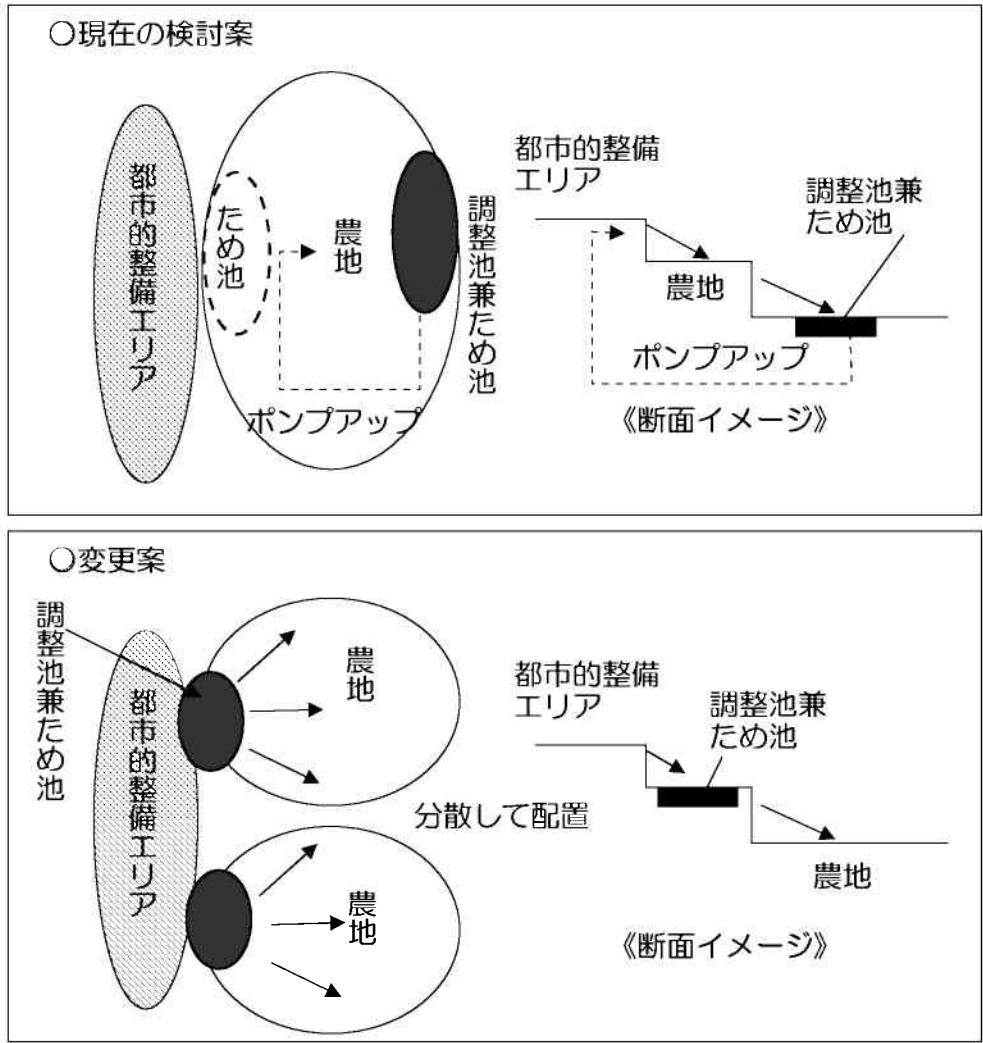 ○現在の検討案
都市的整備エリア
ため池
農地
調整池兼ため池
ポンプアップ
都市的整備
エリア
調整池兼
ため池
農地
ポンプアップ
《断面イメージ》
○変更案
調整池兼ため池
都市的整備エリア
農地
分散して配置
農地
都市的整備
エリア
調整池兼
ため池
農地
《断面イメージ》